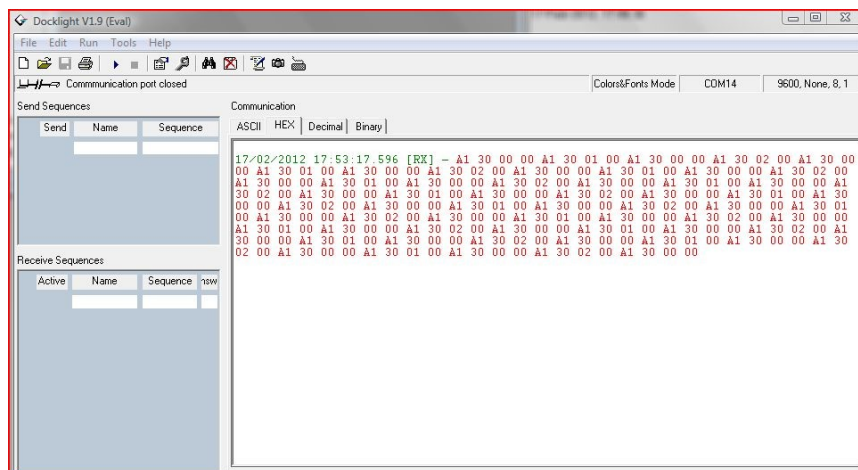 Docklight V1.9 (Eval)
File Edit Run Tools Help
Commmunication port closed
Colors&Fonts Mode
COM14
9600, None, 8, 1
Send Sequences
Send Name Sequence
Communication
ASCII HEX Decimal Binary
17/02/2012 17:53:17.596 [RX] - A1 30 00 00 A1 30 01 00 A1 30 00 00 A1 30 02 00 A1 30 00
00 A1 30 01 00 A1 30 00 00 A1 30 02 00 A1 30 00 00 A1 30 01 00 A1 30 00 00 A1 30 02 00
A1 30 00 00 A1 30 01 00 A1 30 00 00 A1 30 02 00 A1 30 00 00 A1 30 01 00 A1 30 00 00 A1
30 02 00 A1 30 00 00 A1 30 01 00 A1 30 00 00 A1 30 02 00 A1 30 00 00 A1 30 01 00 A1 30
00 00 A1 30 02 00 A1 30 00 00 A1 30 01 00 A1 30 00 00 A1 30 02 00 A1 30 00 00 A1 30 01
00 A1 30 00 00 A1 30 02 00 A1 30 00 00 A1 30 01 00 A1 30 00 00 A1 30 02 00 A1 30 00 00
A1 30 01 00 A1 30 00 00 A1 30 02 00 A1 30 00 00 A1 30 01 00 A1 30 00 00 A1 30 02 00 A1
30 00 00 A1 30 01 00 A1 30 00 00 A1 30 02 00 A1 30 00 00 A1 30 01 00 A1 30 00 00 A1 30
02 00 A1 30 00 00 A1 30 01 00 A1 30 00 00 A1 30 02 00 A1 30 00 00
Receive Sequences
Active Name Sequence nsw